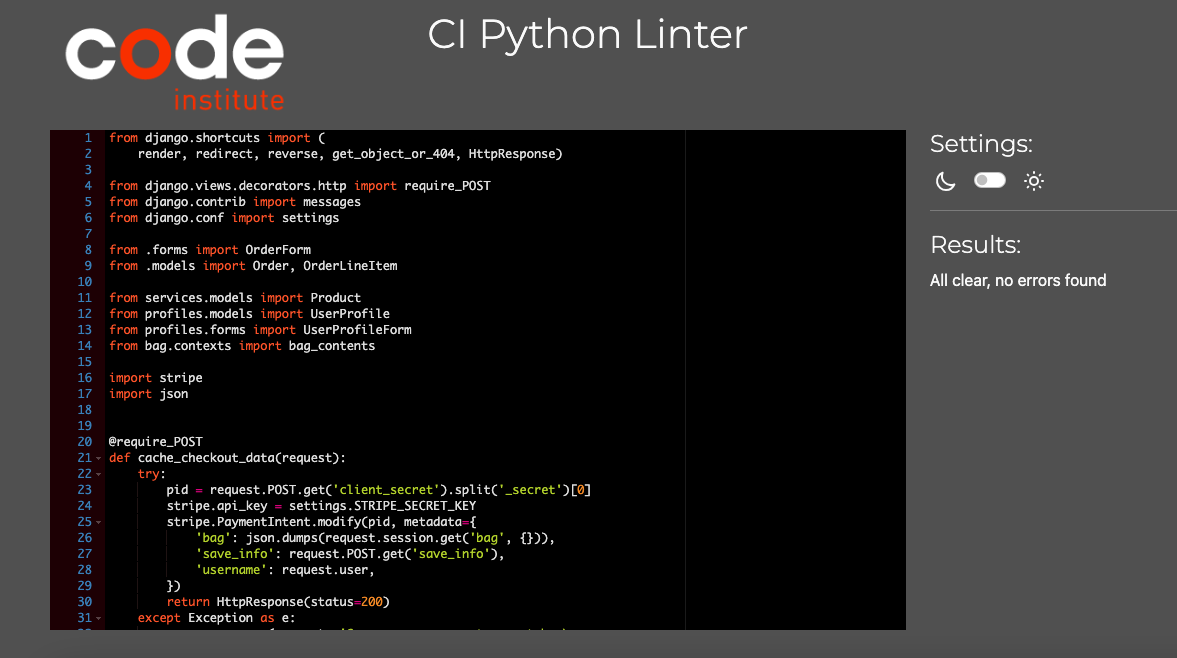 code
institute
CI Python Linter
1 from django.shortcuts import (
2 render, redirect, reverse, get_object_or_404, HttpResponse)
3
4 from django.views.decorators.http import require_POST
5 from django.contrib import messages
6 from django.conf import settings
7
8 from .forms import OrderForm
9 from .models import Order, OrderLineItem
10
11 from services.models import Product
12 from profiles.models import UserProfile
13 from profiles.forms import UserProfileForm
14 from bag.contexts import bag_contents
15
16 import stripe
17 import json
18
19
20 @require_POST
21 def cache_checkout_data(request):
22 try:
23 pid = request.POST.get('client_secret').split('_secret')[0]
24 stripe.api_key = settings.STRIPE_SECRET_KEY
25 stripe.PaymentIntent.modify(pid, metadata={
26 'bag': json.dumps(request.session.get('bag', {})),
27 'save_info': request.POST.get('save_info'),
28 'username': request.user,
29 })
30 return HttpResponse(status=200)
31 except Exception as e:
Settings:
Results:
All clear, no errors found